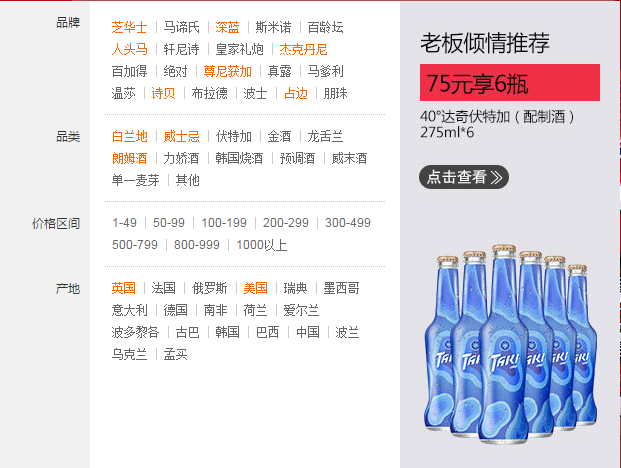 品牌
芝华士 | 马谛氏 | 深蓝 | 斯米诺 | 百龄坛
人头马 | 轩尼诗 | 皇家礼炮 | 杰克丹尼
百加得 | 绝对 | 尊尼获加 | 真露 | 马爹利
温莎 | 诗贝 | 布拉德 | 波士 | 占边 | 朋珠
品类
白兰地 | 威士忌 | 伏特加 | 金酒 | 龙舌兰
朗姆酒 | 力娇酒 | 韩国烧酒 | 预调酒 | 威末酒
单一麦芽 | 其他
价格区间
1-49 | 50-99 | 100-199 | 200-299 | 300-499
500-799 | 800-999 | 1000以上
产地
英国 | 法国 | 俄罗斯 | 美国 | 瑞典 | 墨西哥
意大利 | 德国 | 南非 | 荷兰 | 爱尔兰
波多黎各 | 古巴 | 韩国 | 巴西 | 中国 | 波兰
乌克兰 | 孟买
老板倾情推荐
75元享6瓶
40°达奇伏特加（配制酒）
275ml*6
点击查看
TAKI
TAKI
TAKI